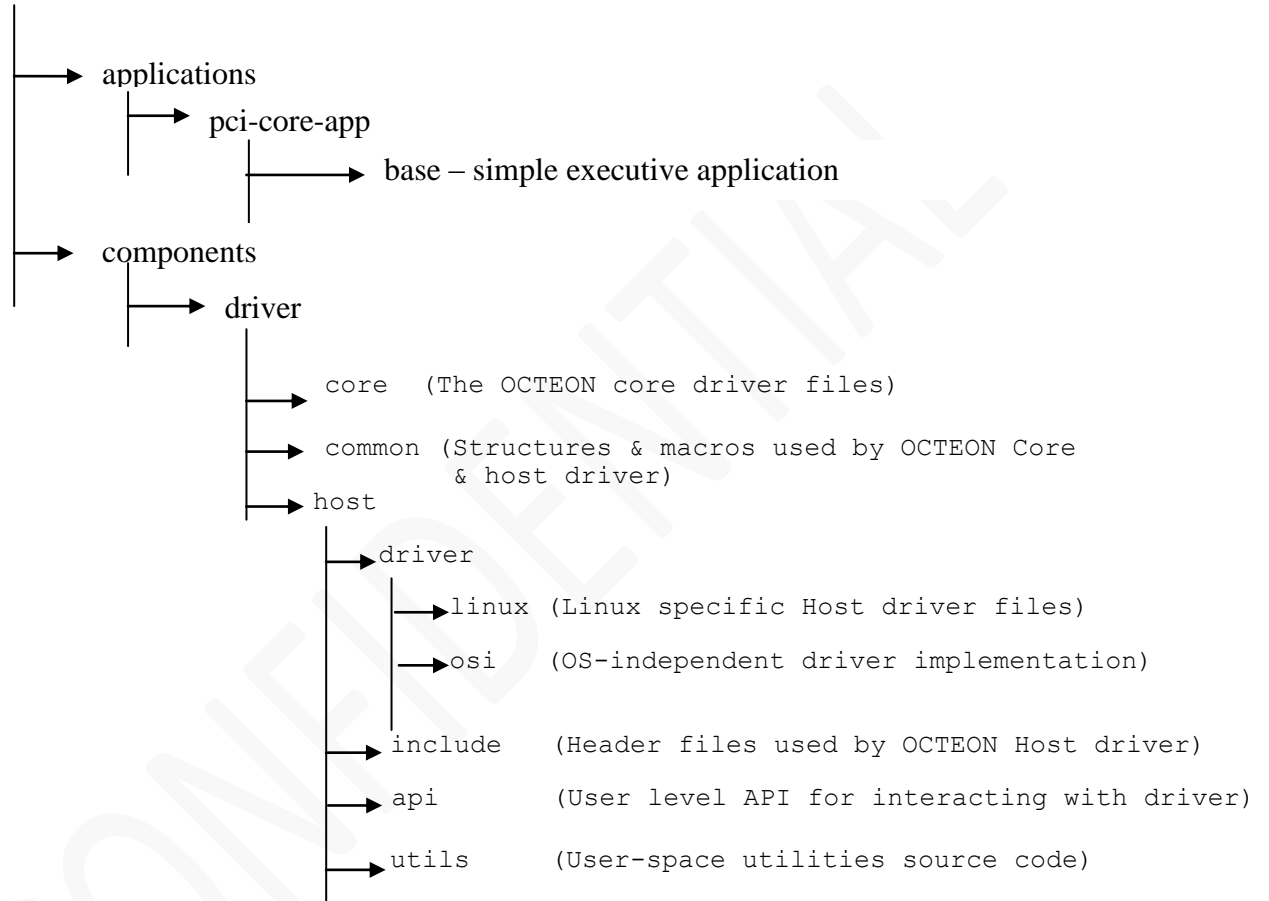 applications
pci-core-app
base – simple executive application
components
driver
core (The OCTEON core driver files)
common (Structures & macros used by OCTEON Core
& host driver)
host
driver
linux (Linux specific Host driver files)
osi (OS-independent driver implementation)
include (Header files used by OCTEON Host driver)
api (User level API for interacting with driver)
utils (User-space utilities source code)
CONFIDENTIAL